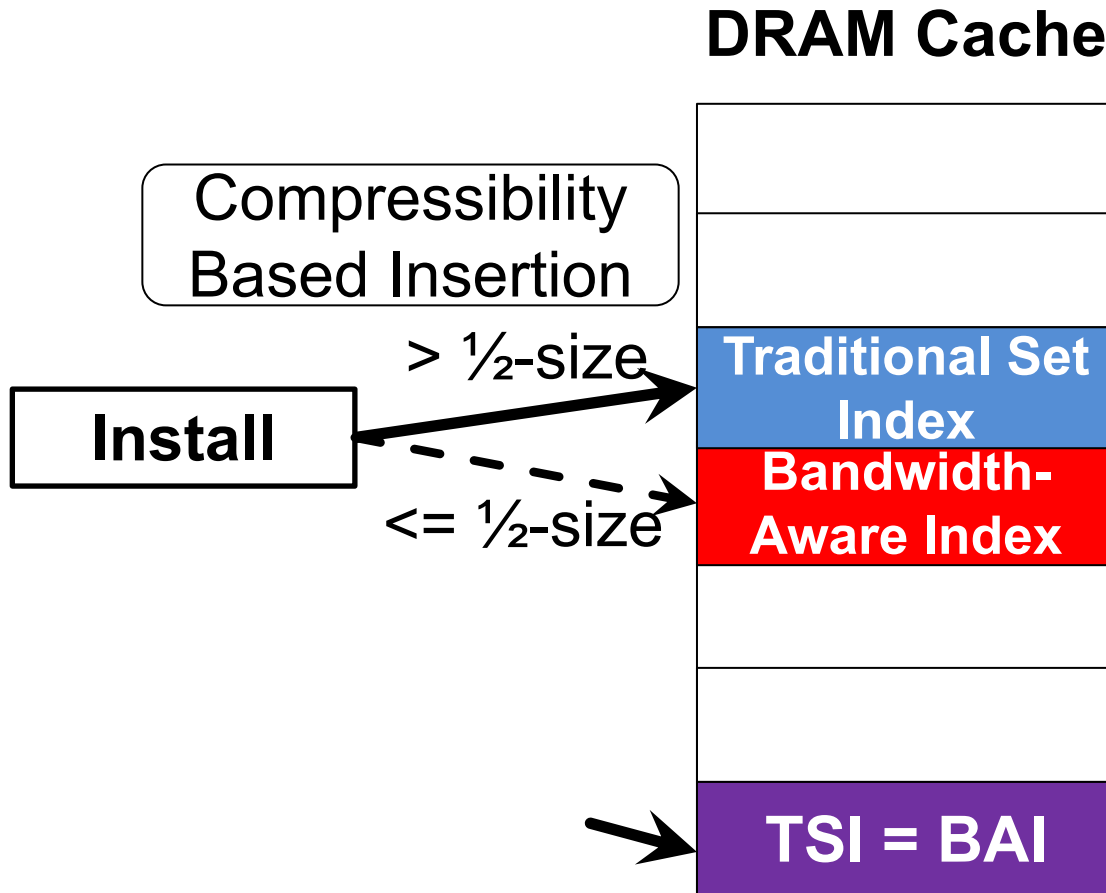 DRAM Cache
Compressibility
Based Insertion
> ½-size
Traditional Set
Index
Install
Bandwidth-
Aware Index
<= ½-size
TSI = BAI